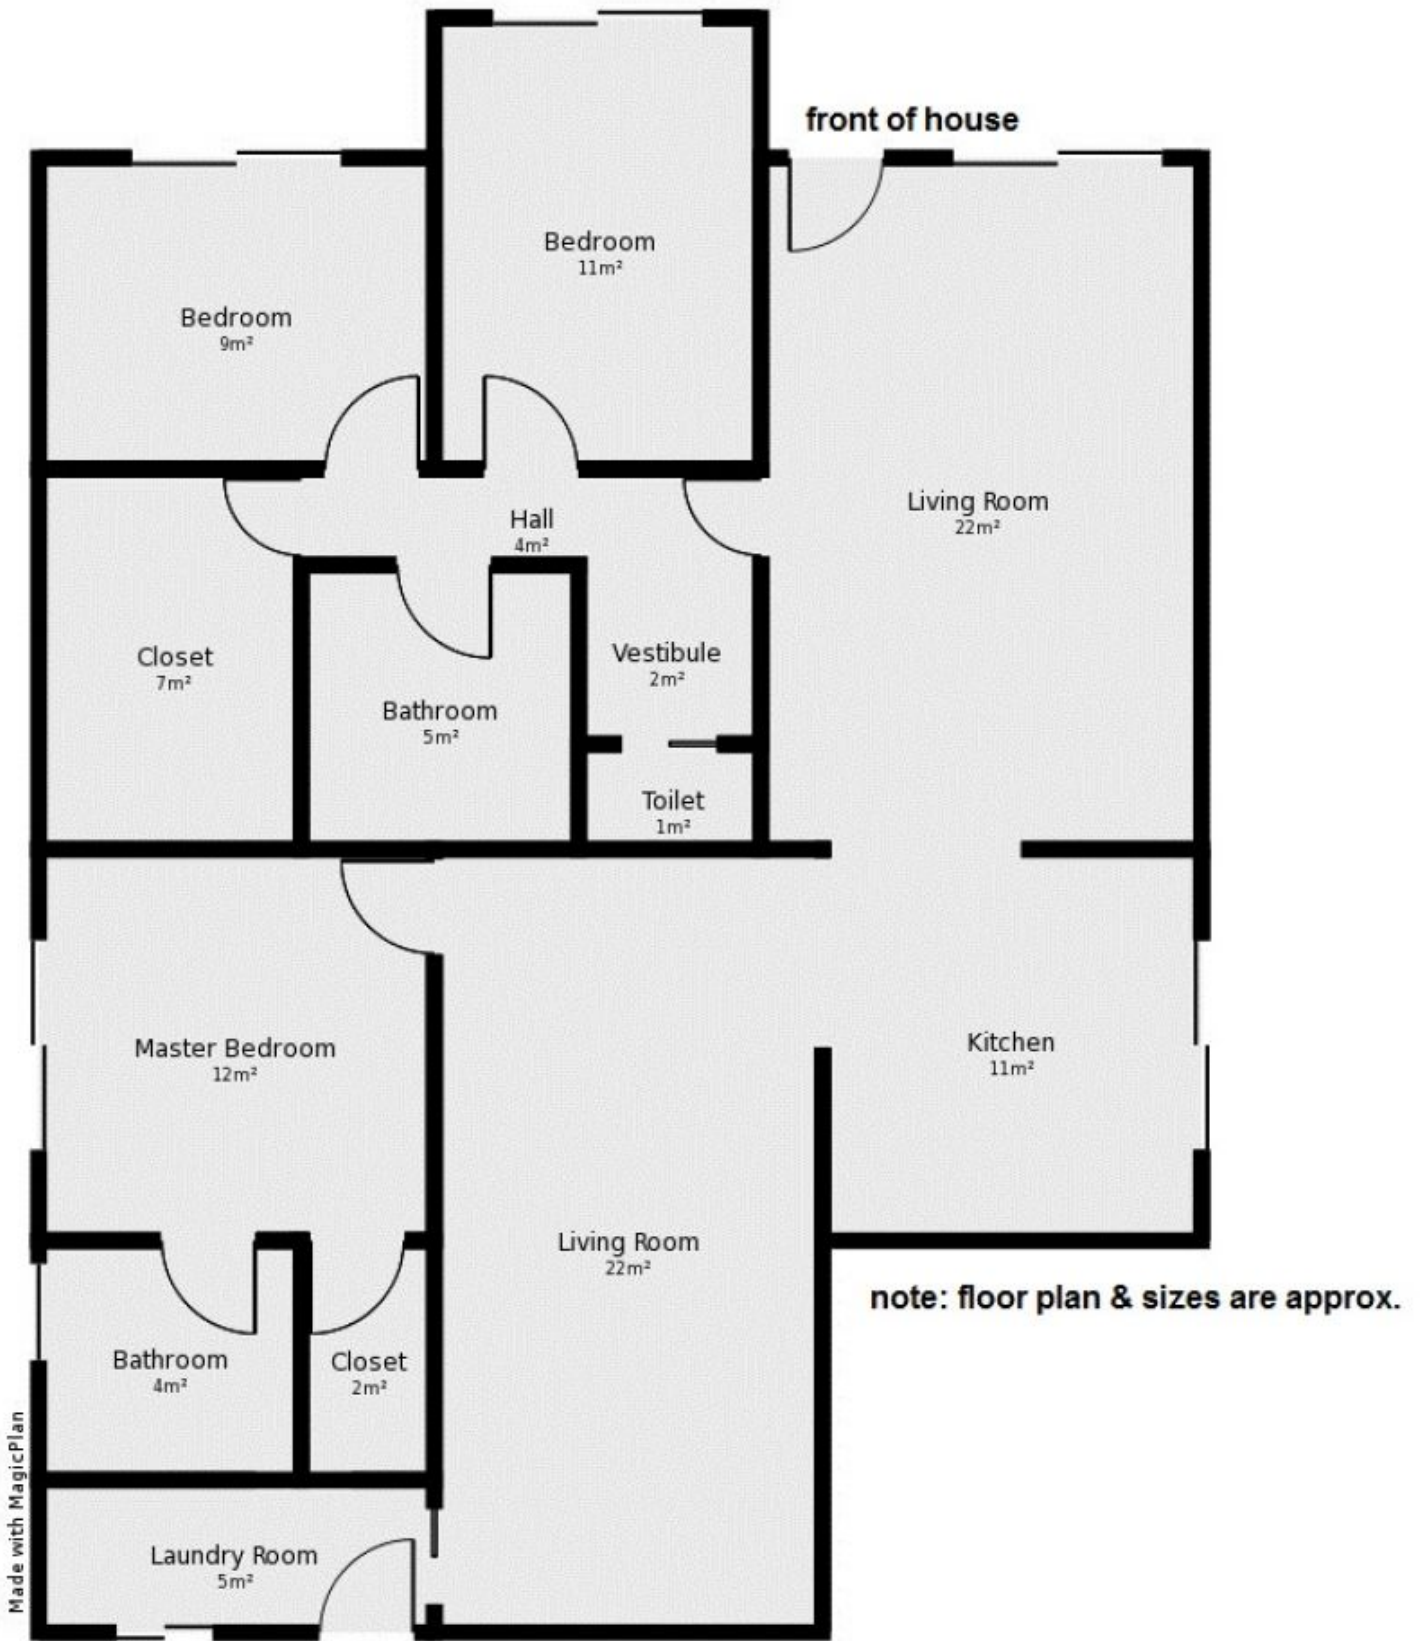 front of house
Bedroom
11m²
Bedroom
9m²
Living Room
22m²
Hall
4m²
Vestibule
2m²
Closet
7m²
Bathroom
5m²
Toilet
1m²
Master Bedroom
12m²
Kitchen
11m²
Living Room
22m²
note: floor plan & sizes are approx.
Bathroom
4m²
Closet
2m²
Laundry Room
5m²
Made with MagicPlan